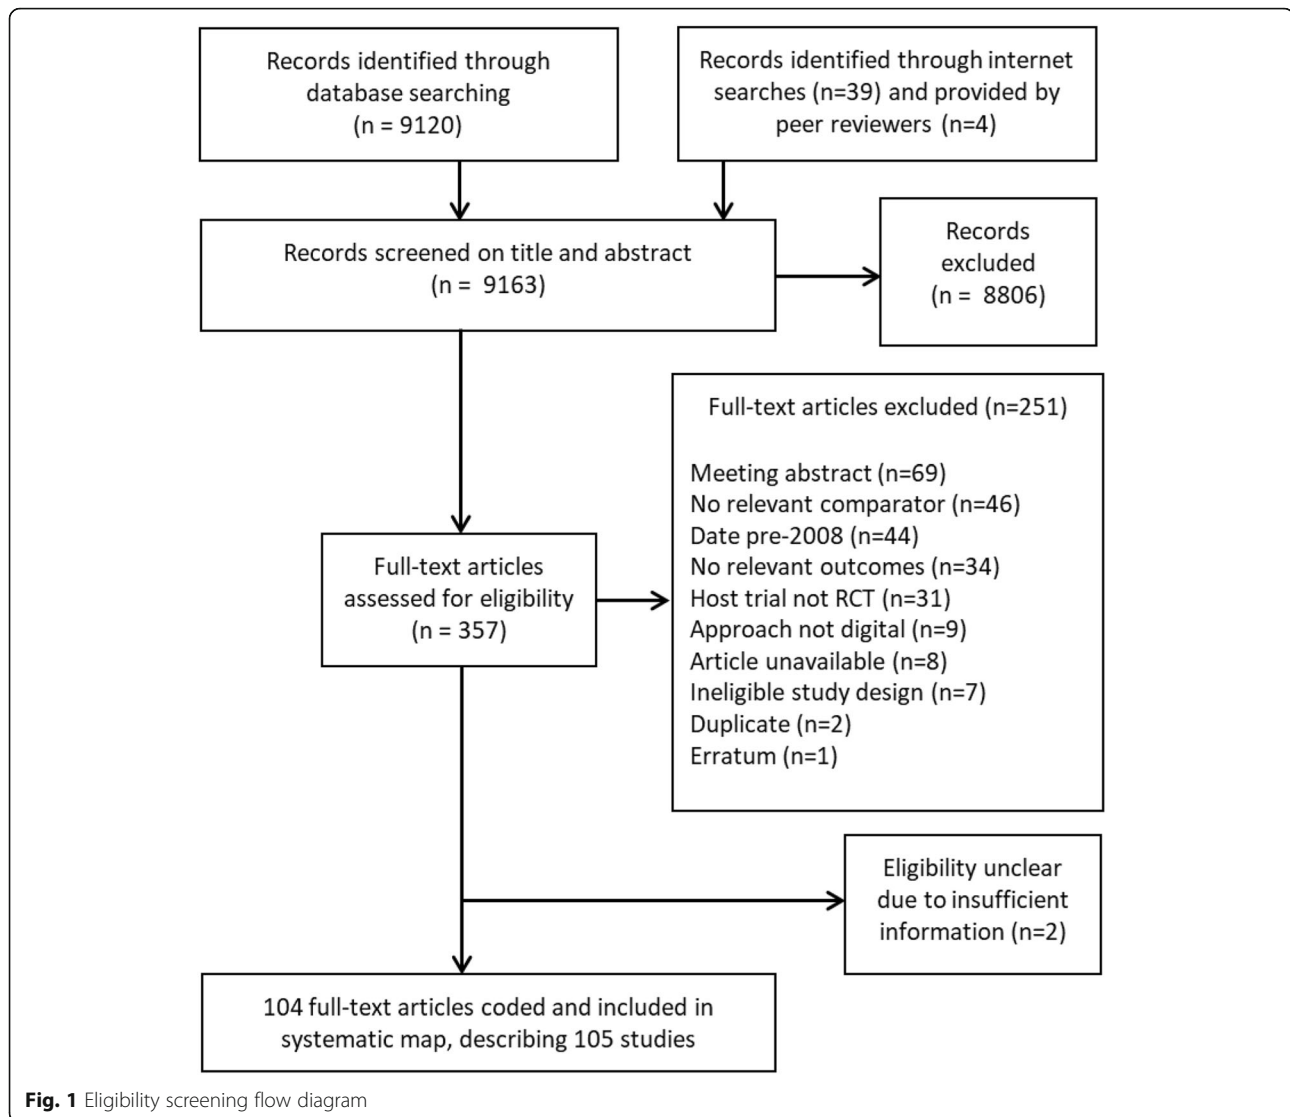 Records identified through
database searching
(n = 9120)
Records identified through internet
searches (n=39) and provided by
peer reviewers (n=4)
Records screened on title and abstract
(n =  9163)
Records
excluded
(n =  8806)
Full-text articles excluded (n=251)
Meeting abstract (n=69)
No relevant comparator (n=46)
Date pre-2008 (n=44)
No relevant outcomes (n=34)
Host trial not RCT (n=31)
Approach not digital (n=9)
Article unavailable (n=8)
Ineligible study design (n=7)
Duplicate (n=2)
Erratum (n=1)
Full-text articles
assessed for eligibility
(n = 357)
Eligibility unclear
due to insufficient
information (n=2)
104 full-text articles coded and included in
systematic map, describing 105 studies
Fig. 1 Eligibility screening flow diagram